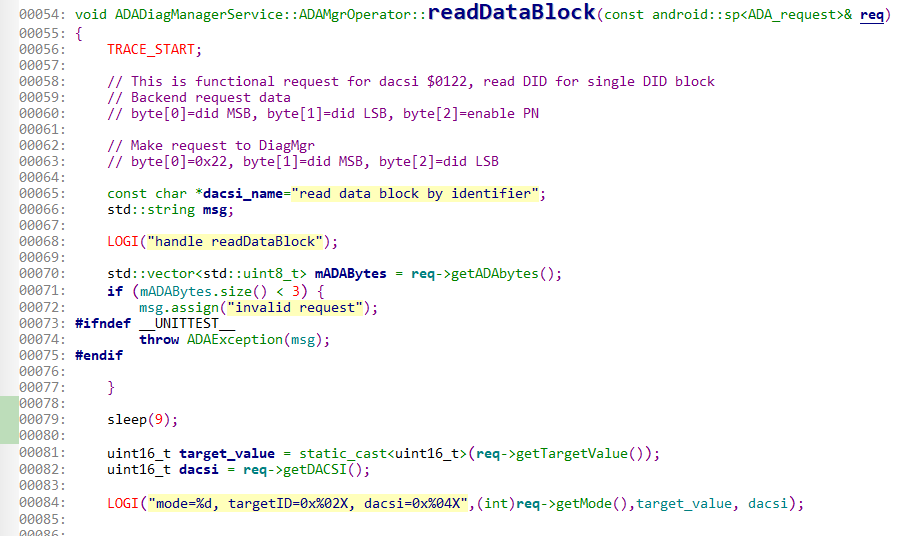 00054: void ADADiagManagerService::ADAMgrOperator::readDataBlock(const android::sp<ADA_request>& req)
00055: {
00056:     TRACE_START;
00057:
00058:     // This is functional request for dacsi $0122, read DID for single DID block
00059:     // Backend request data
00060:     // byte[0]=did MSB, byte[1]=did LSB, byte[2]=enable PN
00061:
00062:     // Make request to DiagMgr
00063:     // byte[0]=0x22, byte[1]=did MSB, byte[2]=did LSB
00064:
00065:     const char *dacsi_name="read data block by identifier";
00066:     std::string msg;
00067:
00068:     LOGI("handle readDataBlock");
00069:
00070:     std::vector<std::uint8_t> mADABytes = req->getADAbytes();
00071:     if (mADABytes.size() < 3) {
00072:         msg.assign("invalid request");
00073: #ifndef __UNITTEST__
00074:         throw ADAException(msg);
00075: #endif
00076:
00077:     }
00078:
00079:     sleep(9);
00080:
00081:     uint16_t target_value = static_cast<uint16_t>(req->getTargetValue());
00082:     uint16_t dacsi = req->getDACSI();
00083:
00084:     LOGI("mode=%d, targetID=0x%02X, dacsi=0x%04X",(int)req->getMode(),target_value, dacsi);
00085:
00086: